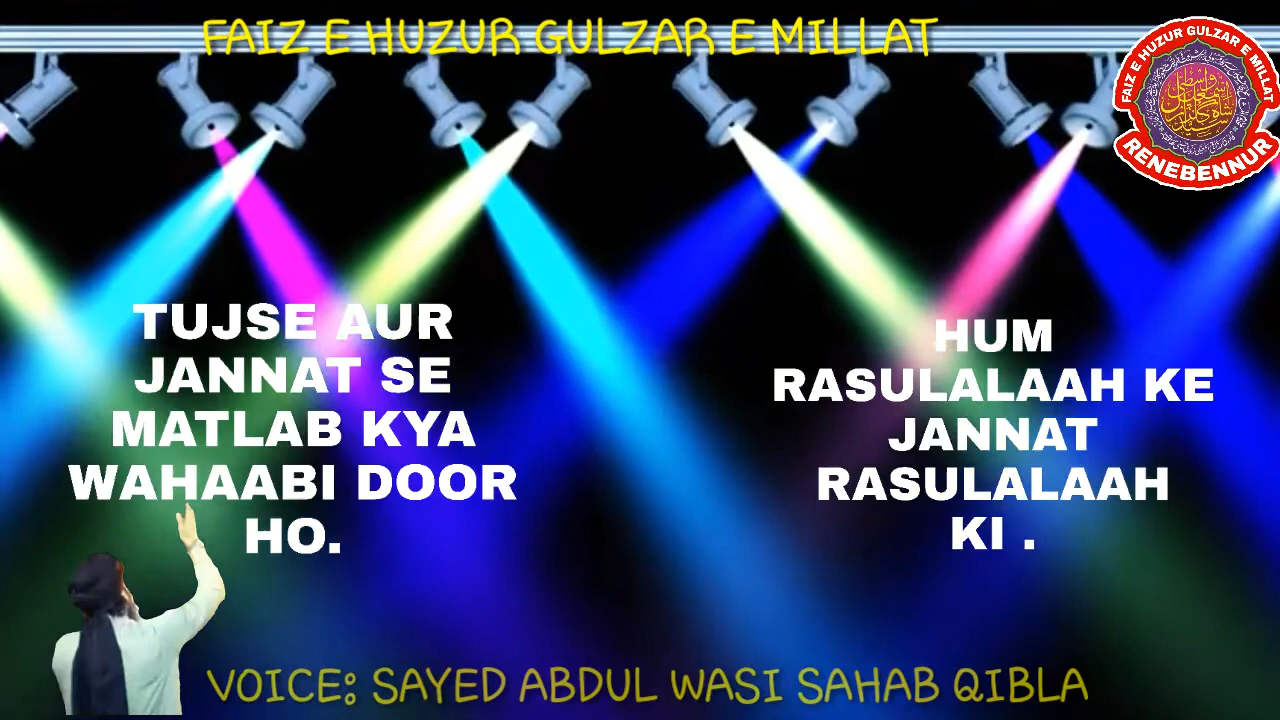 FAIZ E HUZUR GULZAR E MILLAT
FAIZ E HUZUR GULZAR E MILLAT
RENEBENNUR
TUJSE AUR
JANNAT SE
MATLAB KYA
WAHAABI DOOR
HO.
HUM
RASULALAAH KE
JANNAT
RASULALAAH
KI .
VOICE: SAYED ABDUL WASI SAHAB QIBLA